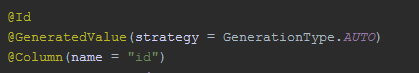 @Id
@GeneratedValue(strategy = GenerationType.AUTO)
@Column(name = "id")